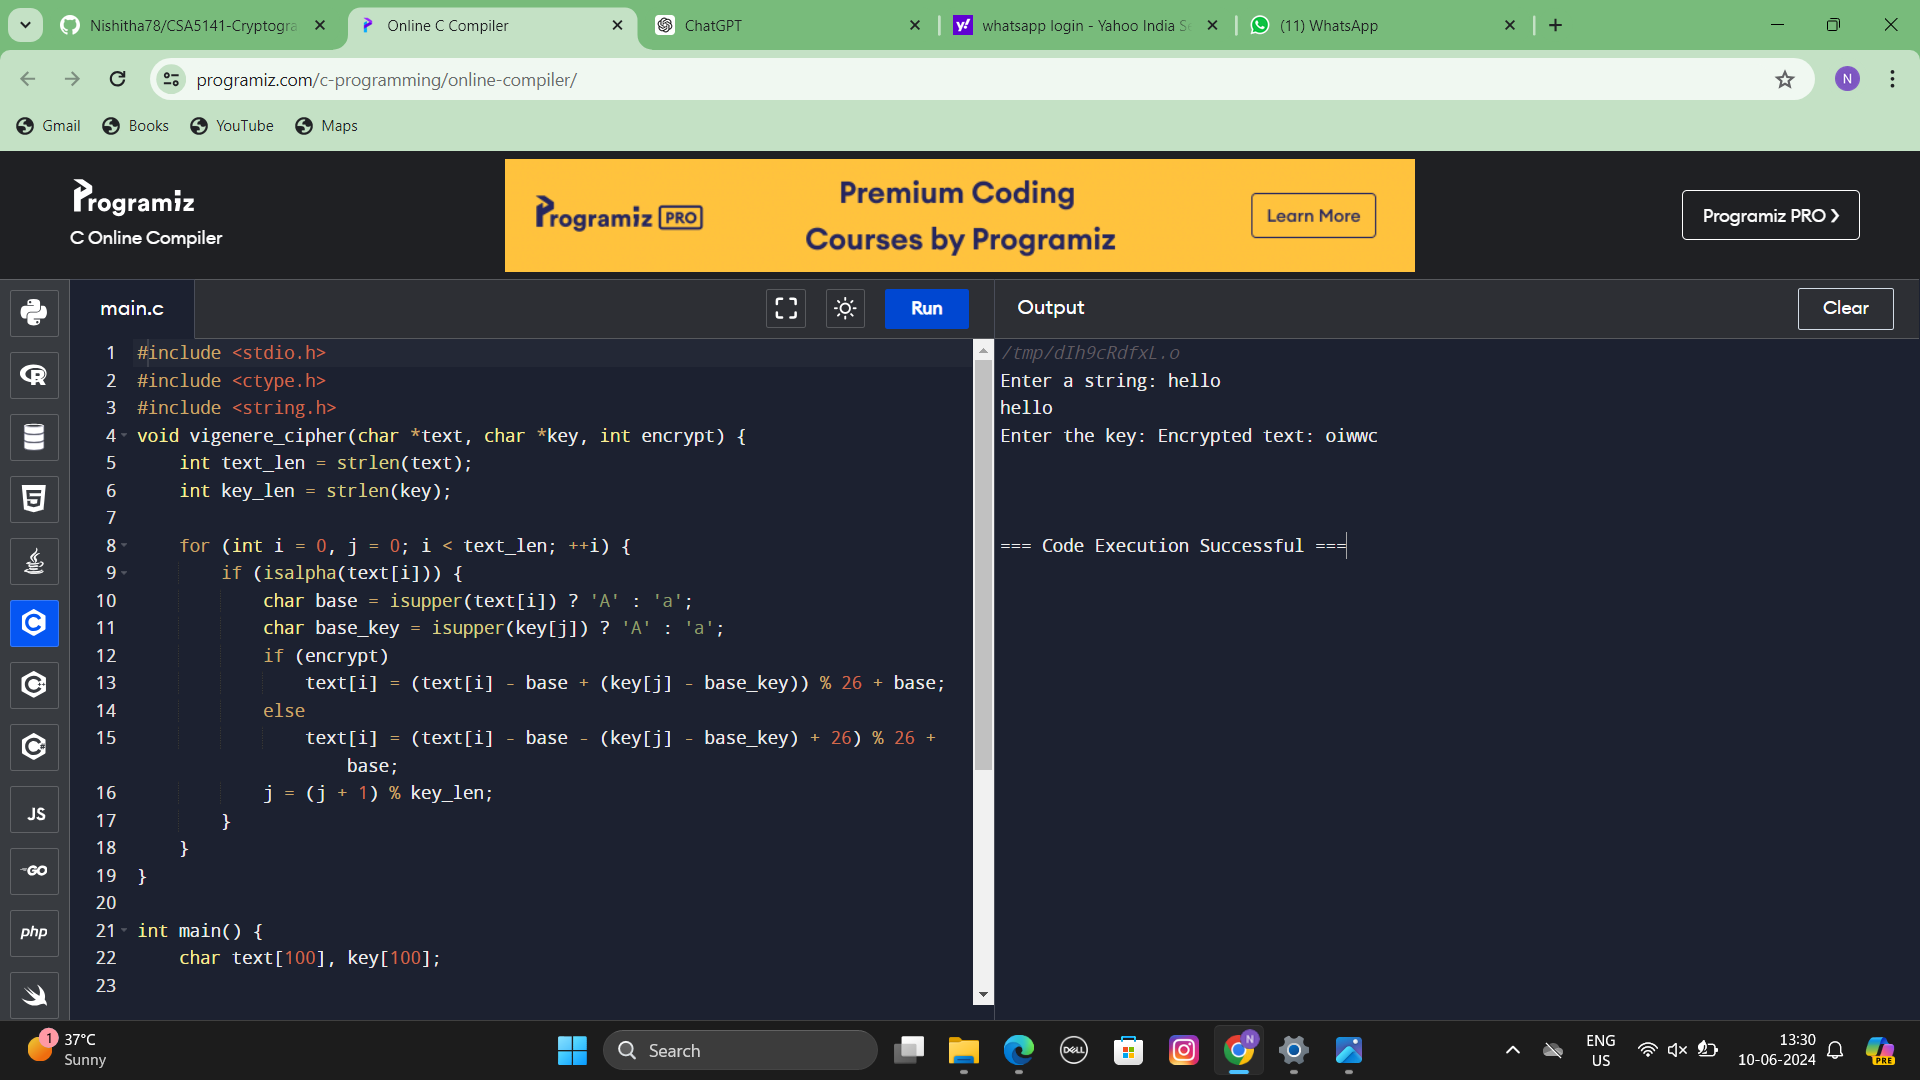 Nishitha78/CSA5141-Cryptogra
Online C Compiler
ChatGPT
whatsapp login - Yahoo India Se
(11) WhatsApp
programiz.com/c-programming/online-compiler/
N
Gmail
Books
YouTube
Maps
Programiz
C Online Compiler
Programiz PRO
Premium Coding
Courses by Programiz
Learn More
Programiz PRO
main.c
Run
Output
Clear
1 #include <stdio.h>
2 #include <ctype.h>
3 #include <string.h>
4 void vigenere_cipher(char *text, char *key, int encrypt) {
5 int text_len = strlen(text);
6 int key_len = strlen(key);
7
8 for (int i = 0, j = 0; i < text_len; ++i) {
9 if (isalpha(text[i])) {
10 char base = isupper(text[i]) ? 'A' : 'a';
11 char base_key = isupper(key[j]) ? 'A' : 'a';
12 if (encrypt)
13 text[i] = (text[i] - base + (key[j] - base_key)) % 26 + base;
14 else
15 text[i] = (text[i] - base - (key[j] - base_key) + 26) % 26 +
base;
16 j = (j + 1) % key_len;
17 }
18 }
19 }
20
21 int main() {
22 char text[100], key[100];
23
/tmp/dIh9cRdfxL.o
Enter a string: hello
hello
Enter the key: Encrypted text: oiwwc
=== Code Execution Successful ===
JS
GO
php
1
37°C
Sunny
Search
DELL
N
ENG
US
13:30
10-06-2024
PRE